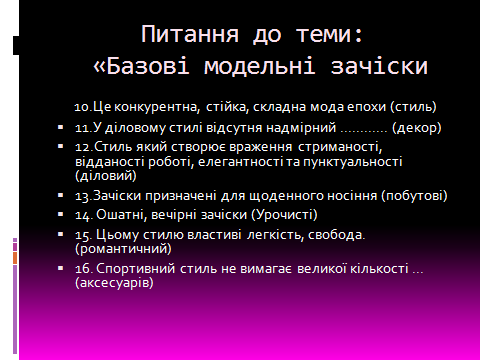 Питання до теми:
«Базові модельні зачіски
10.Це конкурентна, стійка, складна мода епохи (стиль)
▪ 11.У діловому стилі відсутня надмірний ………… (декор)
▪ 12.Стиль який створює враження стриманості,
відданості роботі, елегантності та пунктуальності
(діловий)
▪ 13.Зачіски призначені для щоденного носіння (побутові)
▪ 14. Ошатні, вечірні зачіски (Урочисті)
▪ 15. Цьому стилю властиві легкість, свобода.
(романтичний)
▪ 16. Спортивний стиль не вимагає великої кількості ...
(аксесуарів)